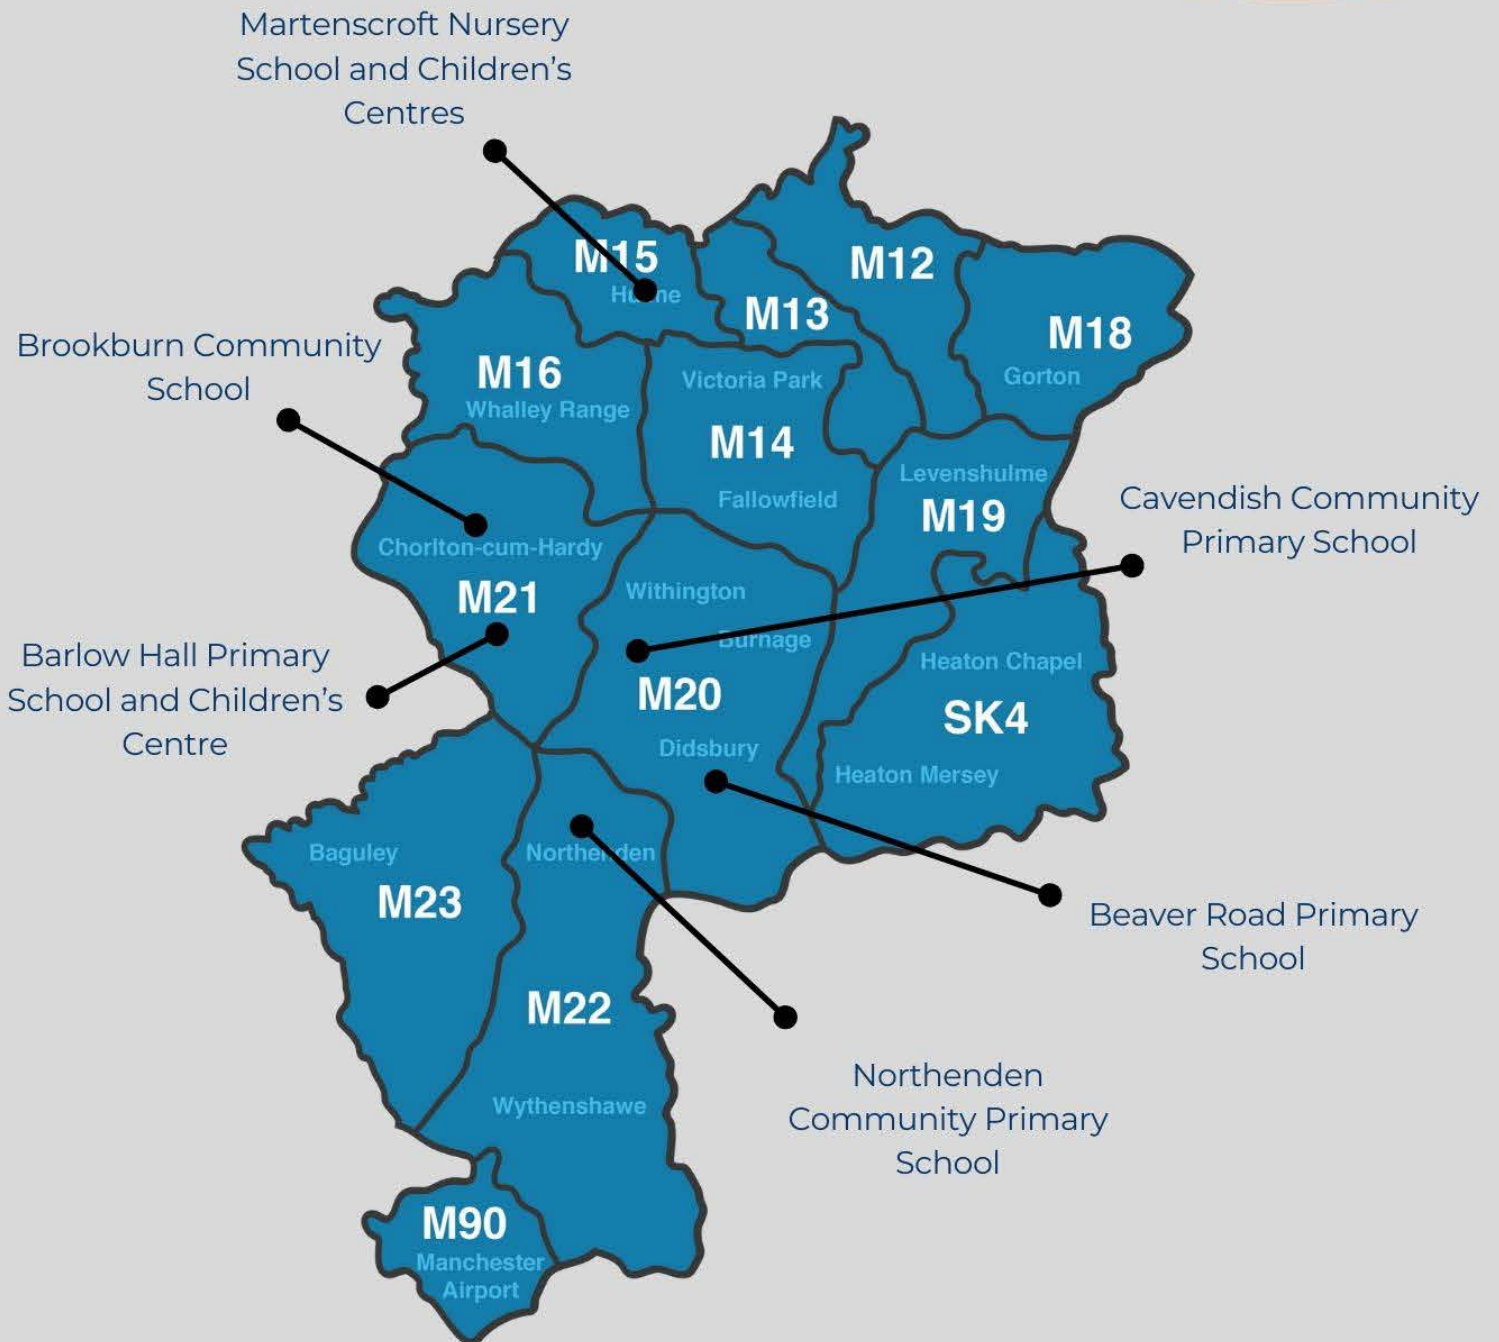 Martenscroft Nursery
School and Children’s
Centres
M15
Hulme
M12
M13
M18
Gorton
Brookburn Community
School
M16
Whalley Range
Victoria Park
M14
Fallowfield
Levenshulme
M19
Cavendish Community
Primary School
Chorlton-cum-Hardy
M21
Withington
Burnage
Barlow Hall Primary
School and Children’s
Centre
M20
Didsbury
Heaton Chapel
SK4
Heaton Mersey
Baguley
M23
Northenden
Beaver Road Primary
School
M22
Wythenshawe
Northenden
Community Primary
School
M90
Manchester
Airport